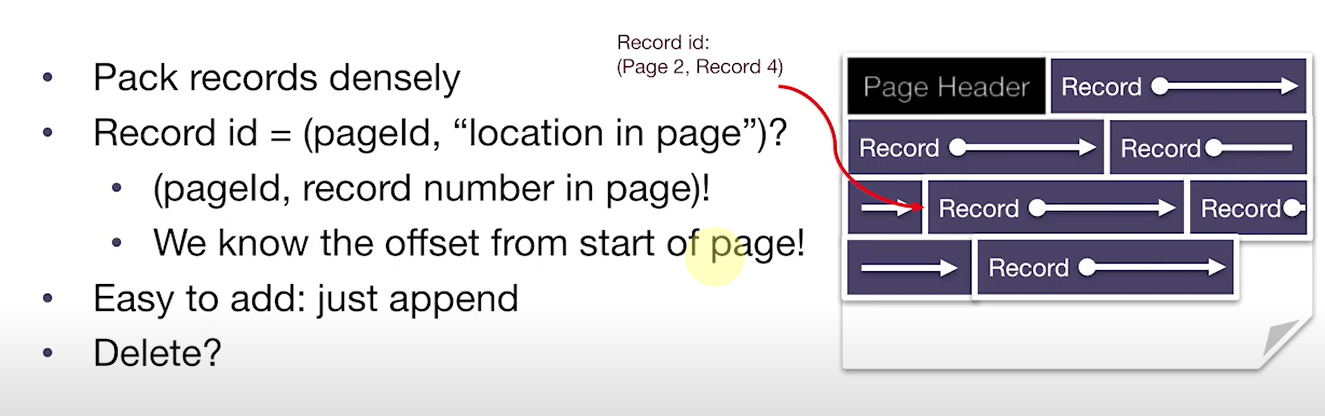 Record id:
(Page 2, Record 4)
Pack records densely
Record id = (pageId, “location in page”)?
(pageId, record number in page)!
We know the offset from start of page!
Easy to add: just append
Delete?
Page Header
Record
Record
Record
Record
Record
Record